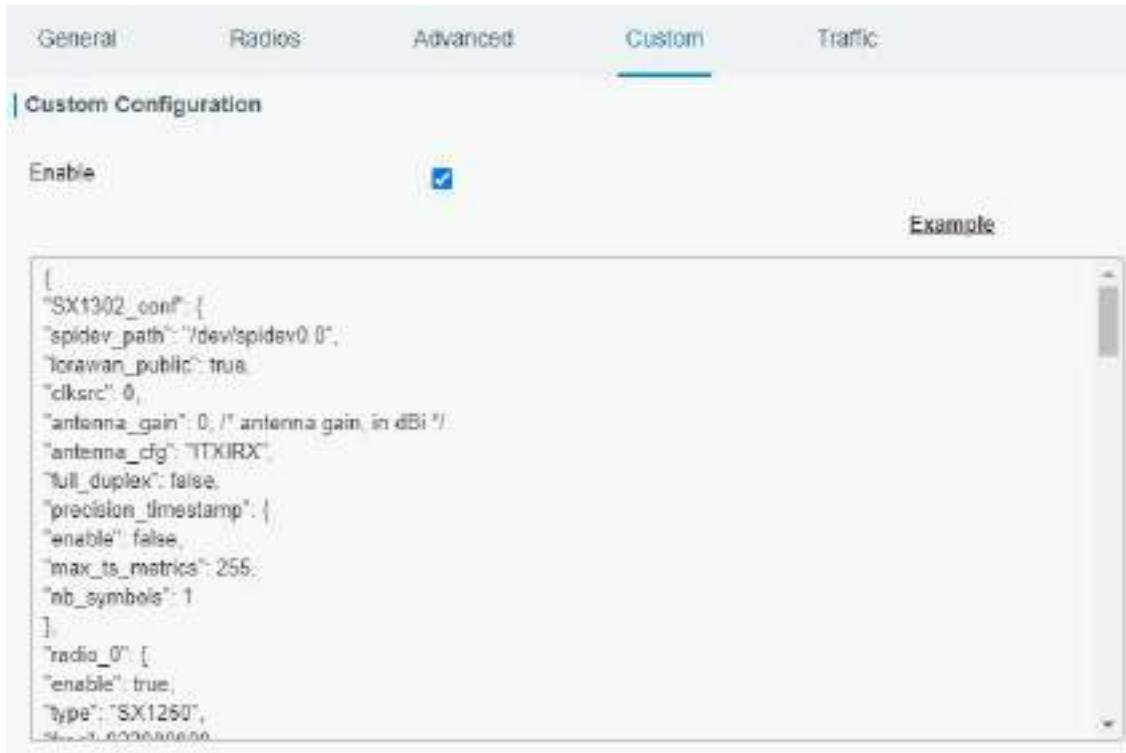 General Radios Advanced Custom Traffic
Custom Configuration
Enable
Example
{
"SX1302_conf": {
"spidev_path": "/dev/spidev0.0",
"lorawan_public": true,
"clksrc": 0,
"antenna_gain": 0, /* antenna gain, in dBi */
"antenna_cfg": "ITXIRX",
"full_duplex": false,
"precision_timestamp": {
"enable": false,
"max_ts_metrics": 255,
"nb_symbols": 1
},
"radio_0": {
"enable": true,
"type": "SX1250",